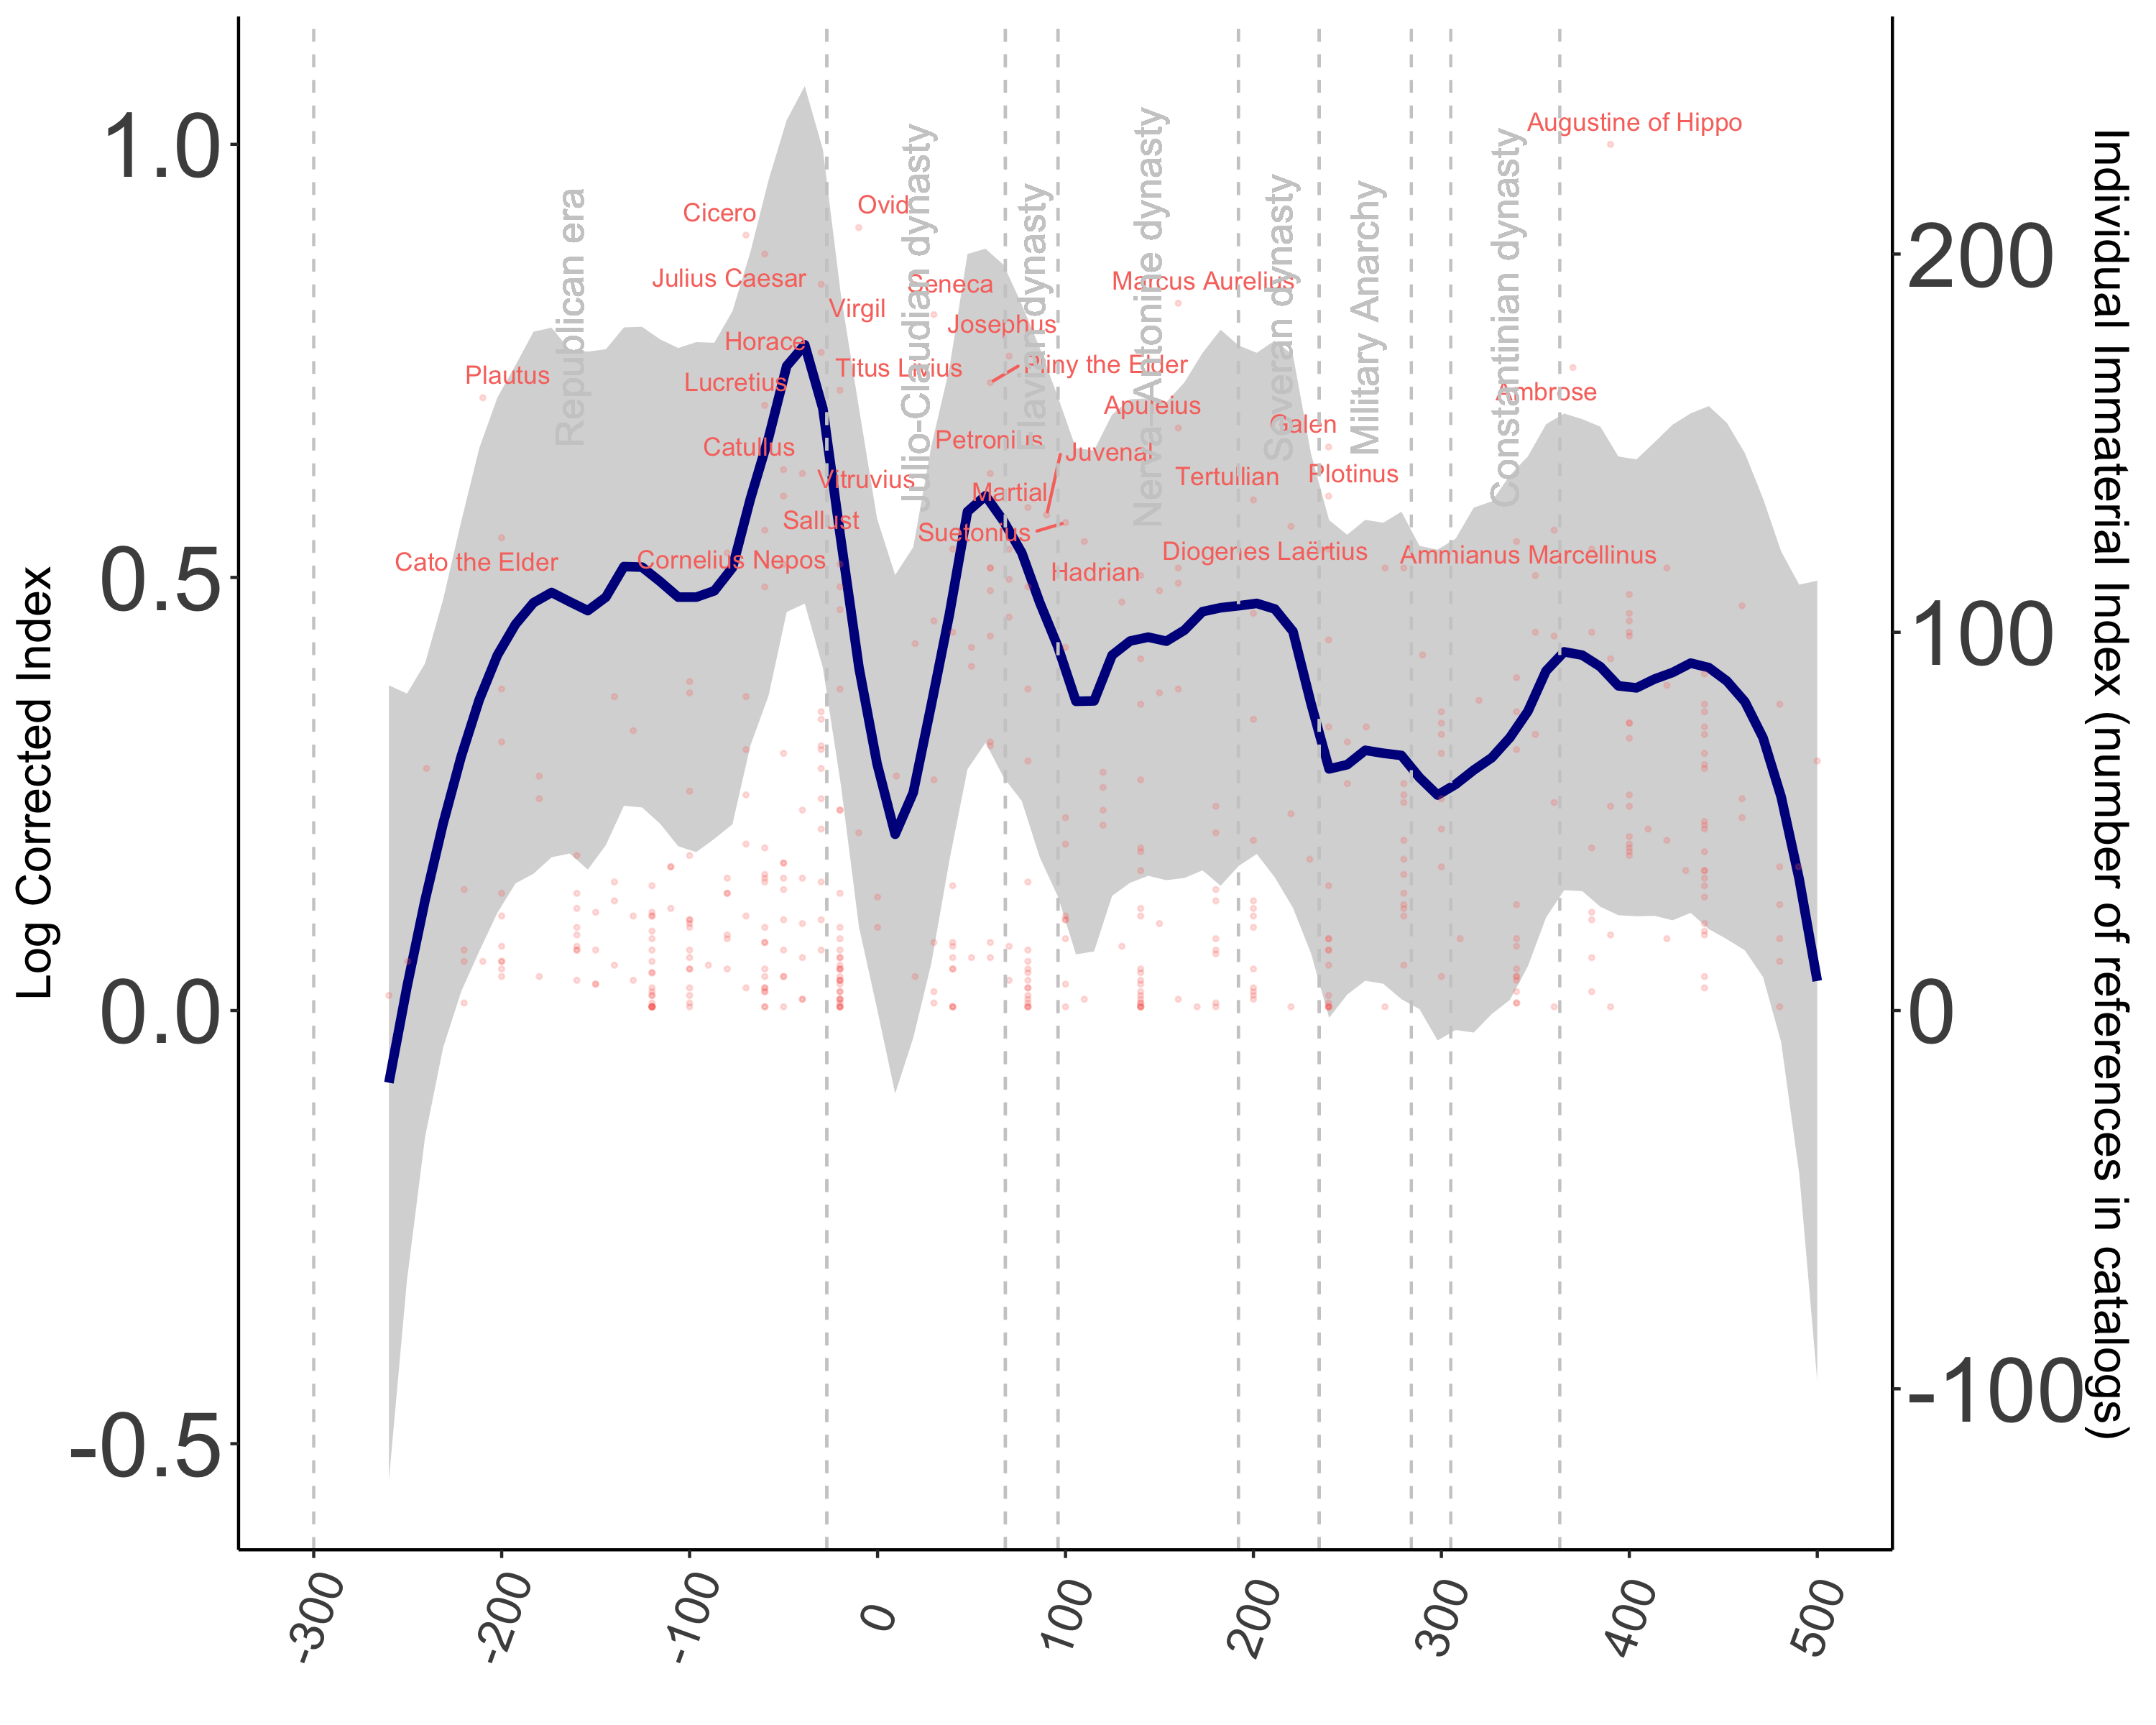 1.0
0.5
0.0
-0.5
Log Corrected Index
200
100
0
-100
Individual Immaterial Index (number of references in catalogs)
-300
-200
-100
0
100
200
300
400
500
Republican era
Julio-Claudian dynasty
Flavian dynasty
Nerva-Antonine dynasty
Severan dynasty
Military Anarchy
Constantinian dynasty
Augustine of Hippo
Cicero
Ovid
Julius Caesar
Seneca
Marcus Aurelius
Virgil
Josephus
Horace
Titus Livius
Pliny the Elder
Plautus
Lucretius
Ambrose
Apuleius
Galen
Catullus
Petronius
Juvenal
Vitruvius
Tertullian
Plotinus
Martial
Sallust
Suetonius
Cato the Elder
Cornelius Nepos
Hadrian
Diogenes Laërtius
Ammianus Marcellinus